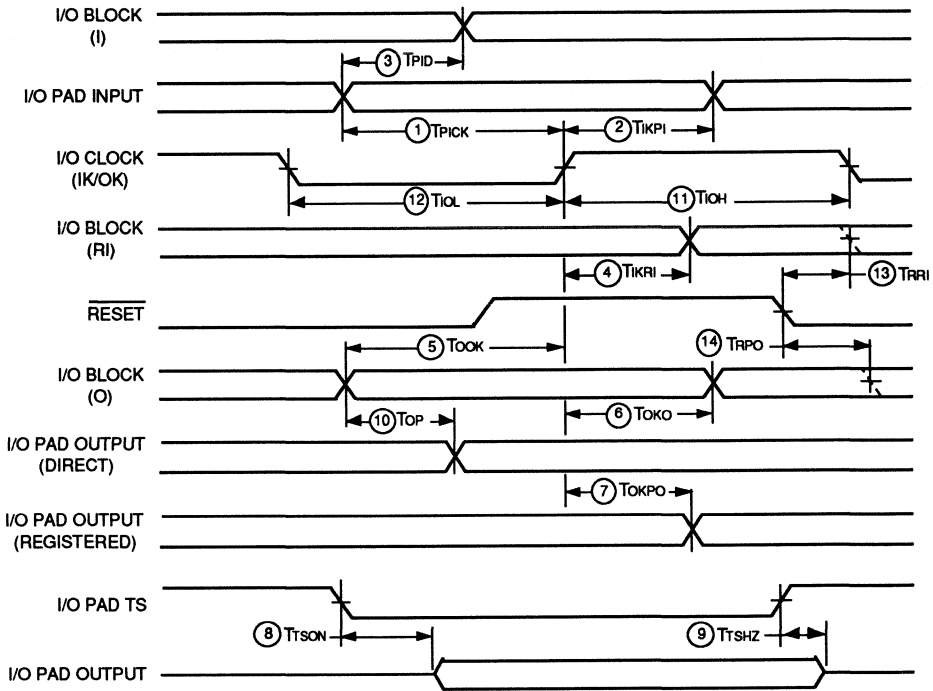 I/O BLOCK
(I)
3 TPID
I/O PAD INPUT
1 TPICK
2 TIKPI
I/O CLOCK
(IK/OK)
12 TIOL
11 TIOH
I/O BLOCK
(RI)
4 TIKRI
13 TRRI
RESET
5 TOOK
14 TRPO
I/O BLOCK
(O)
10 TOP
6 TOKO
I/O PAD OUTPUT
(DIRECT)
7 TOKPO
I/O PAD OUTPUT
(REGISTERED)
I/O PAD TS
8 TTSON
9 TTSHZ
I/O PAD OUTPUT